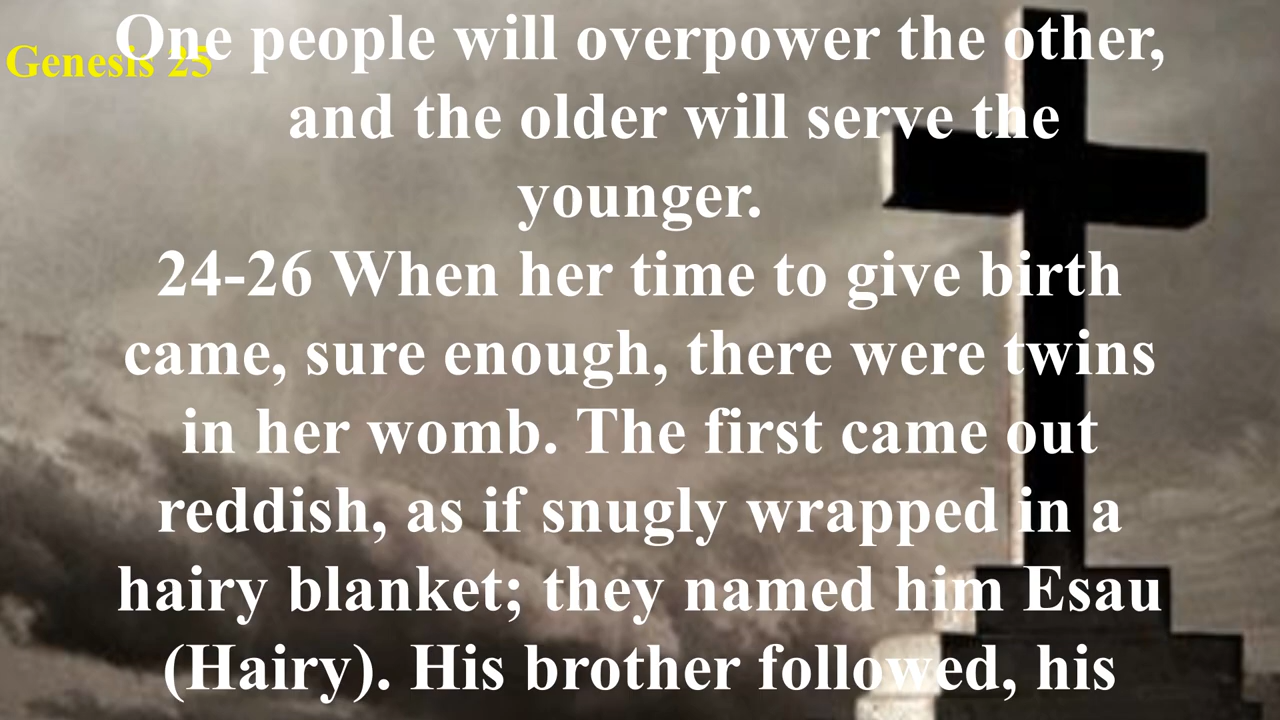 Genesis 25
One people will overpower the other,
and the older will serve the
younger.
24-26 When her time to give birth
came, sure enough, there were twins
in her womb. The first came out
reddish, as if snugly wrapped in a
hairy blanket; they named him Esau
(Hairy). His brother followed, his